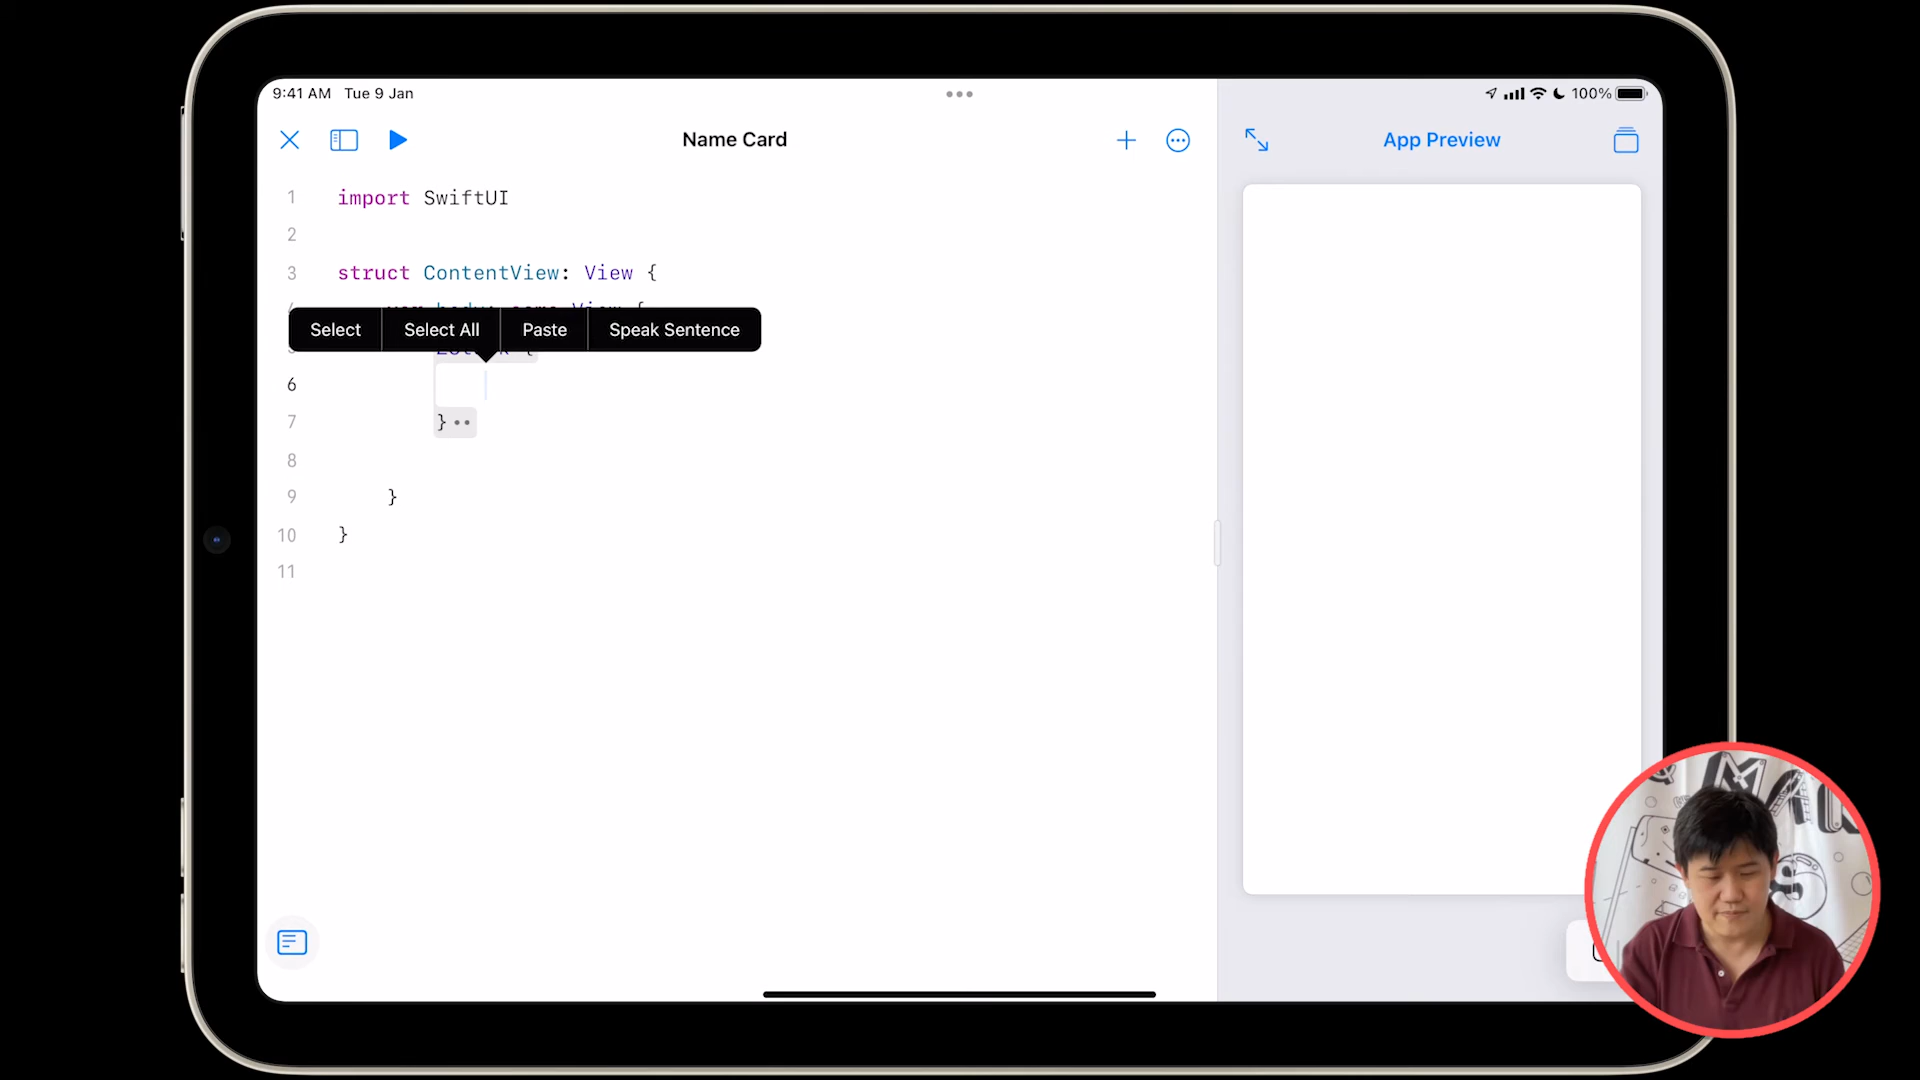 9:41 AM Tue 9 Jan
100%
Name Card
App Preview
1 import SwiftUI
2
3 struct ContentView: View {
Select Select All Paste Speak Sentence
6
7 }
8
9 }
10 }
11